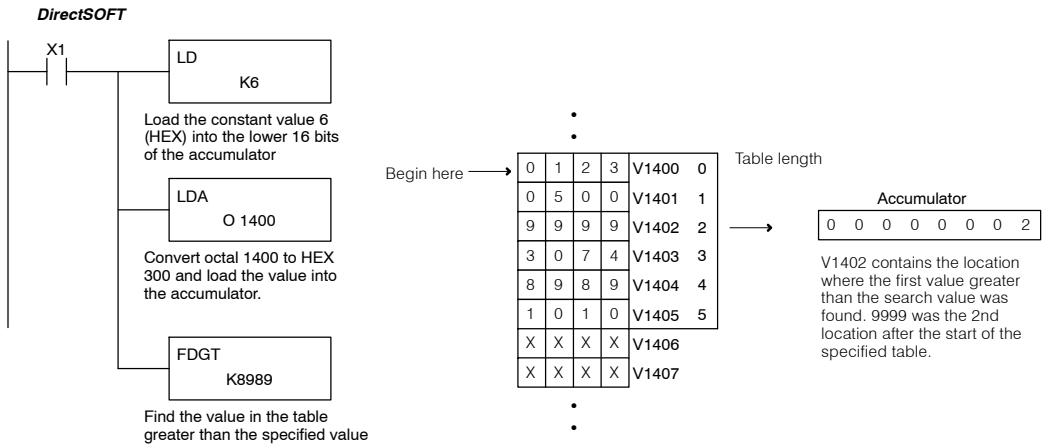 DirectSOFT
X1
LD
K6
Load the constant value 6
(HEX) into the lower 16 bits
of the accumulator
LDA
O 1400
Convert octal 1400 to HEX
300 and load the value into
the accumulator.
FDGT
K8989
Find the value in the table
greater than the specified value
Begin here
0 1 2 3 V1400 0
0 5 0 0 V1401 1
9 9 9 9 V1402 2
3 0 7 4 V1403 3
8 9 8 9 V1404 4
1 0 1 0 V1405 5
X X X X V1406
X X X X V1407
Table length
Accumulator
0 0 0 0 0 0 0 2
V1402 contains the location
where the first value greater
than the search value was
found. 9999 was the 2nd
location after the start of the
specified table.